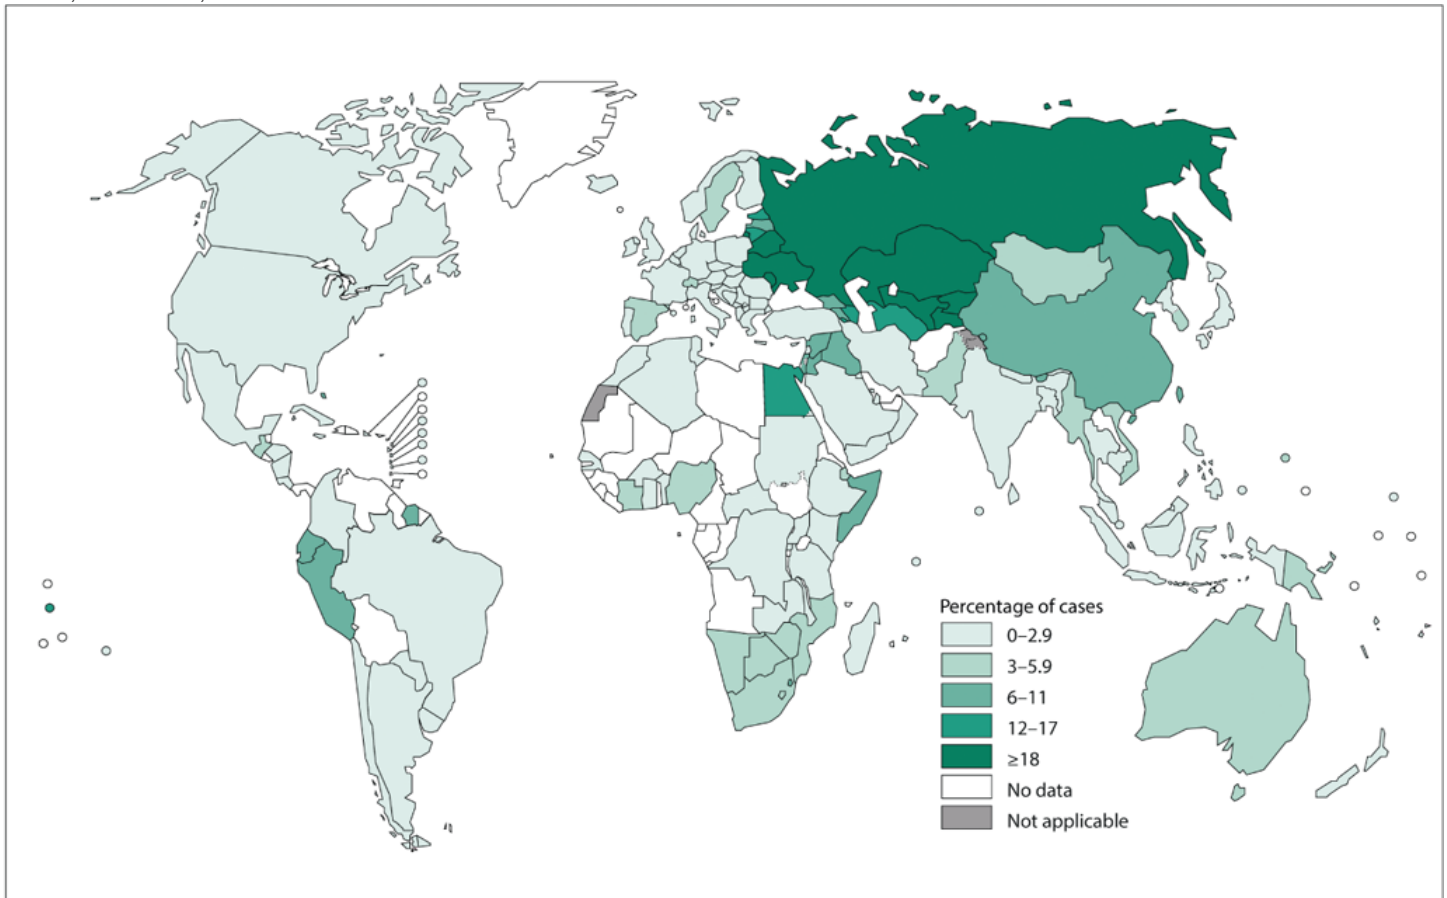 Percentage of cases
0–2.9
3–5.9
6–11
12–17
≥18
No data
Not applicable